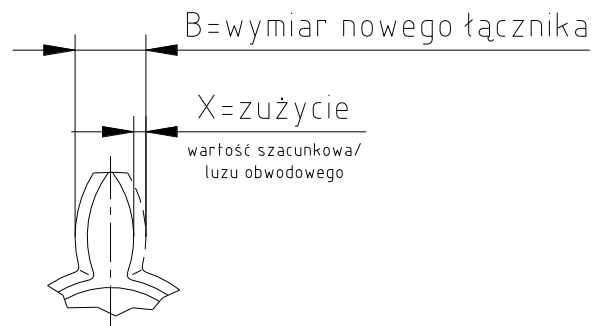 B=wymiar nowego łącznika
X=zużycie
wartość szacunkowa/
luzu obwodowego